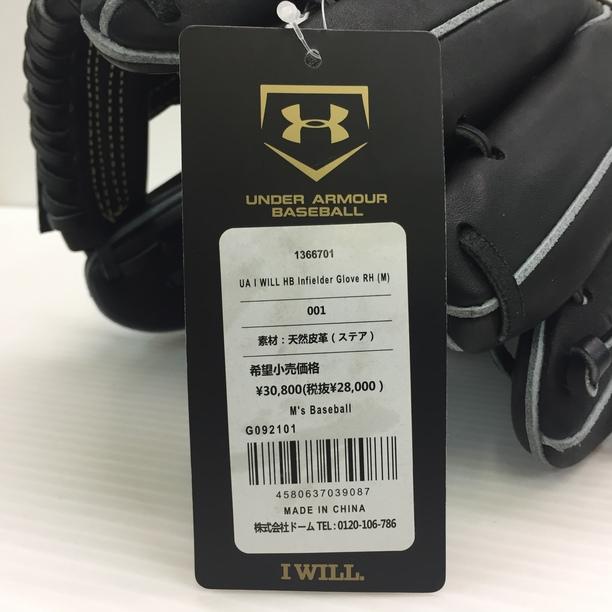 UNDER ARMOUR
BASEBALL
1366701
UA I WILL HB Infielder Glove RH (M)
001
素材：天然皮革（ステア）
希望小売価格
¥30,800(税抜¥28,000 )
M's Baseball
G092101
4580637039087
MADE IN CHINA
株式会社ドーム TEL : 0120-106-786
I WILL.